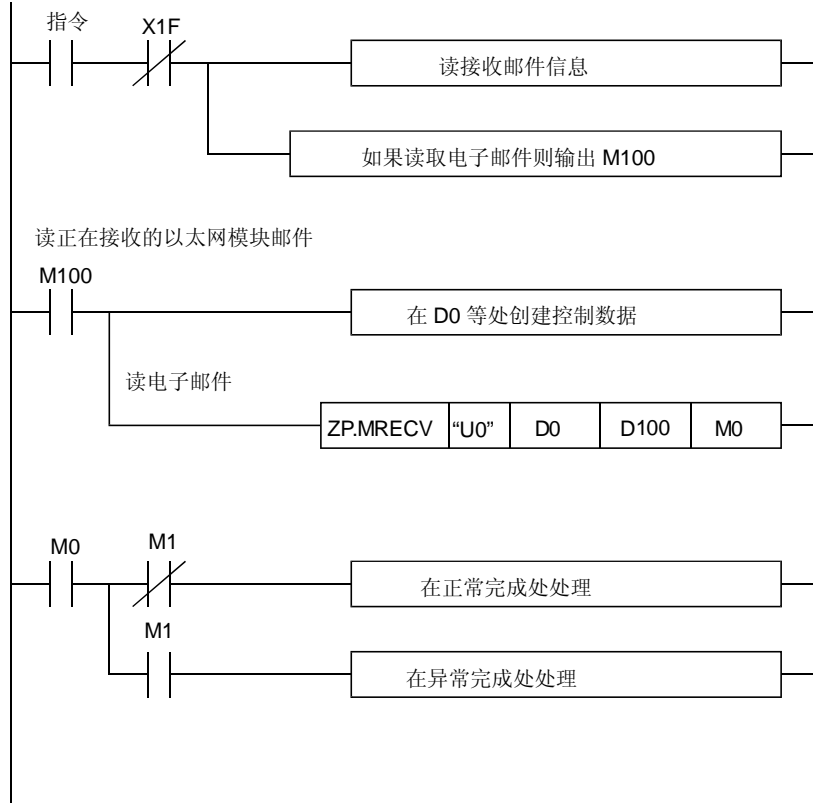 指令
X1F
读接收邮件信息
如果读取电子邮件则输出 M100
读正在接收的以太网模块邮件
M100
在 D0 等处创建控制数据
读电子邮件
ZP.MRECV “U0” D0 D100 M0
M0 M1
在正常完成处处理
M1
在异常完成处处理